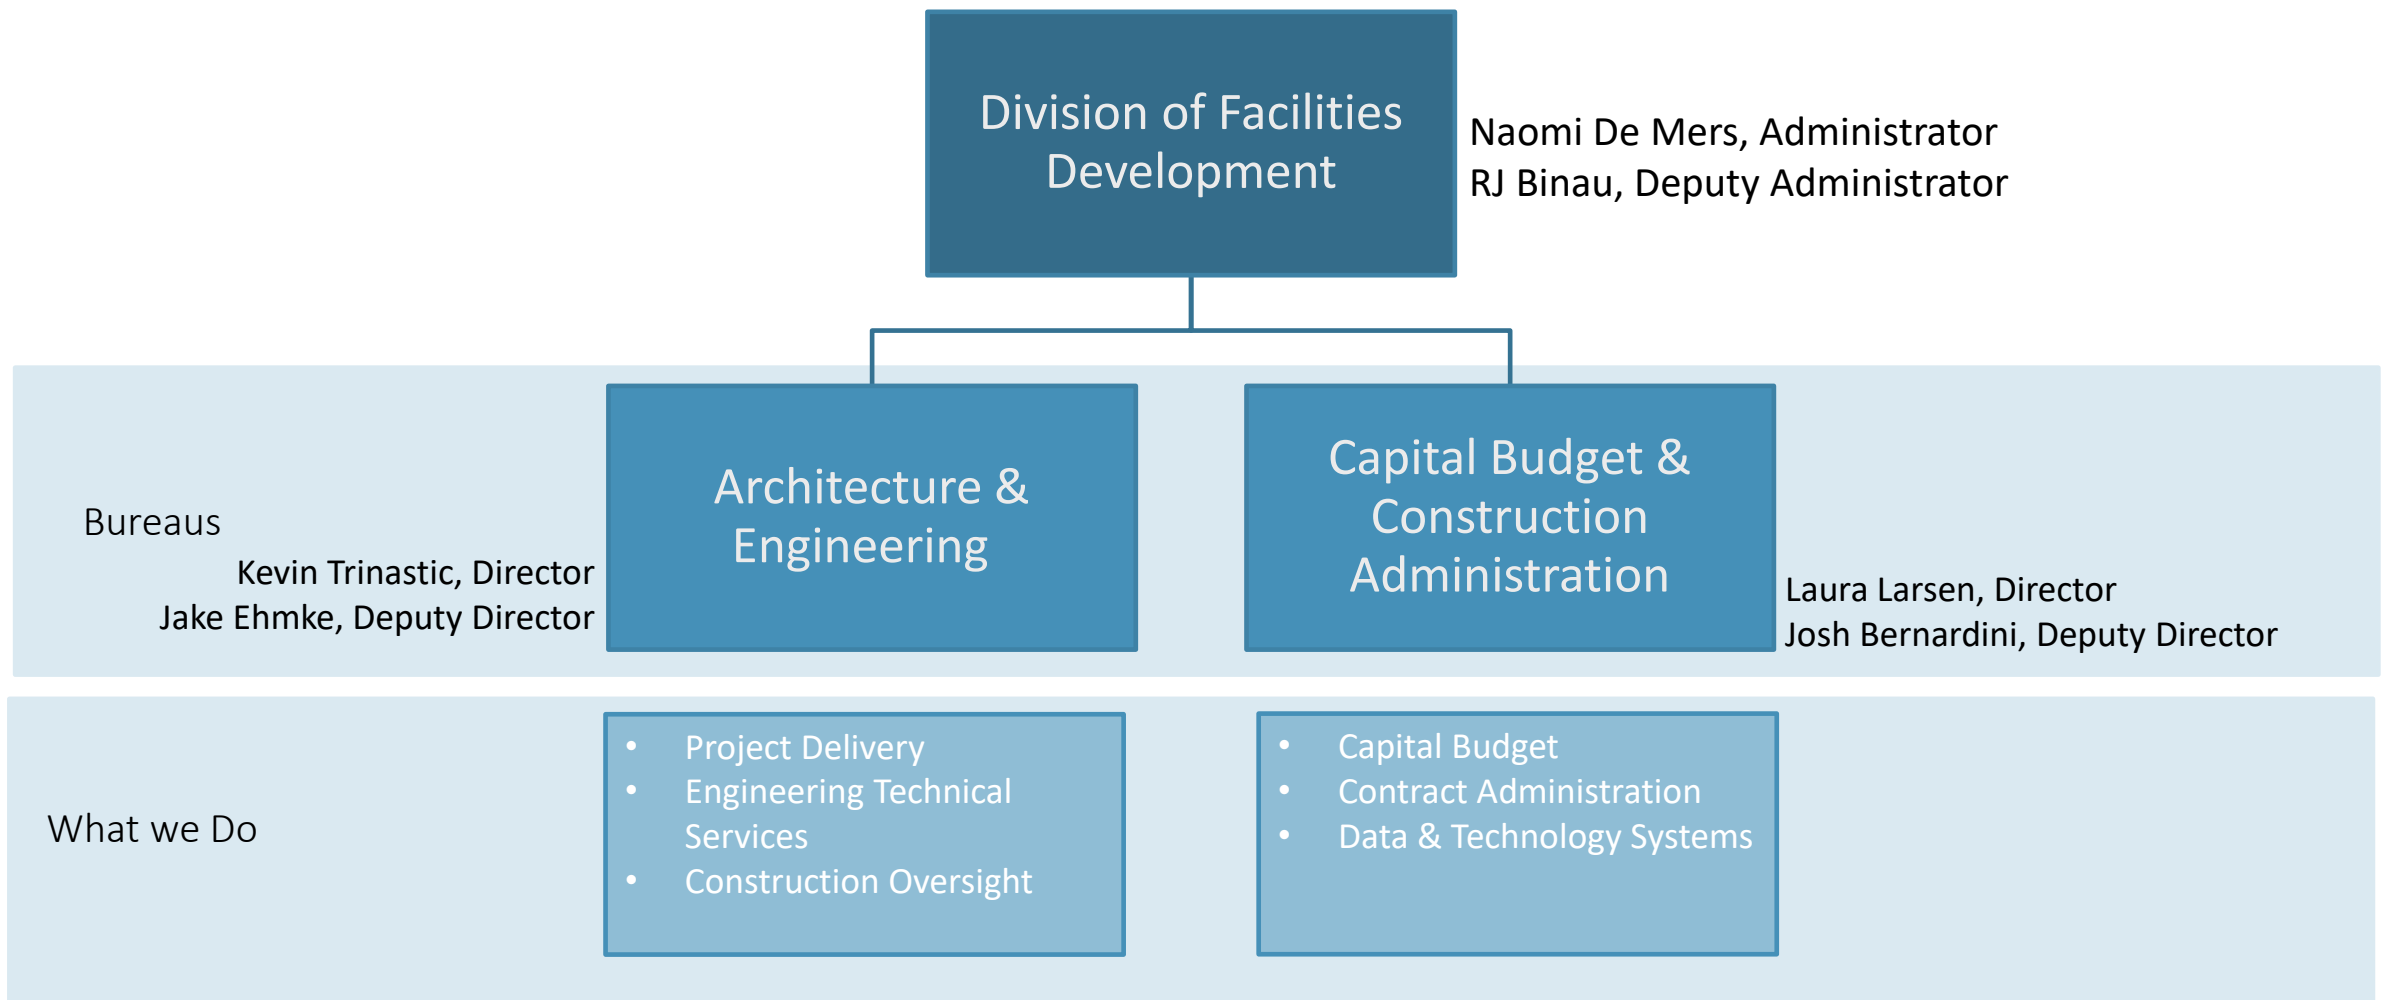 Division of Facilities
Development
Naomi De Mers, Administrator
RJ Binau, Deputy Administrator
Bureaus
Kevin Trinastic, Director
Jake Ehmke, Deputy Director
Architecture &
Engineering
Capital Budget &
Construction
Administration
Laura Larsen, Director
Josh Bernardini, Deputy Director
What we Do
• Project Delivery
• Engineering Technical
Services
• Construction Oversight
• Capital Budget
• Contract Administration
• Data & Technology Systems